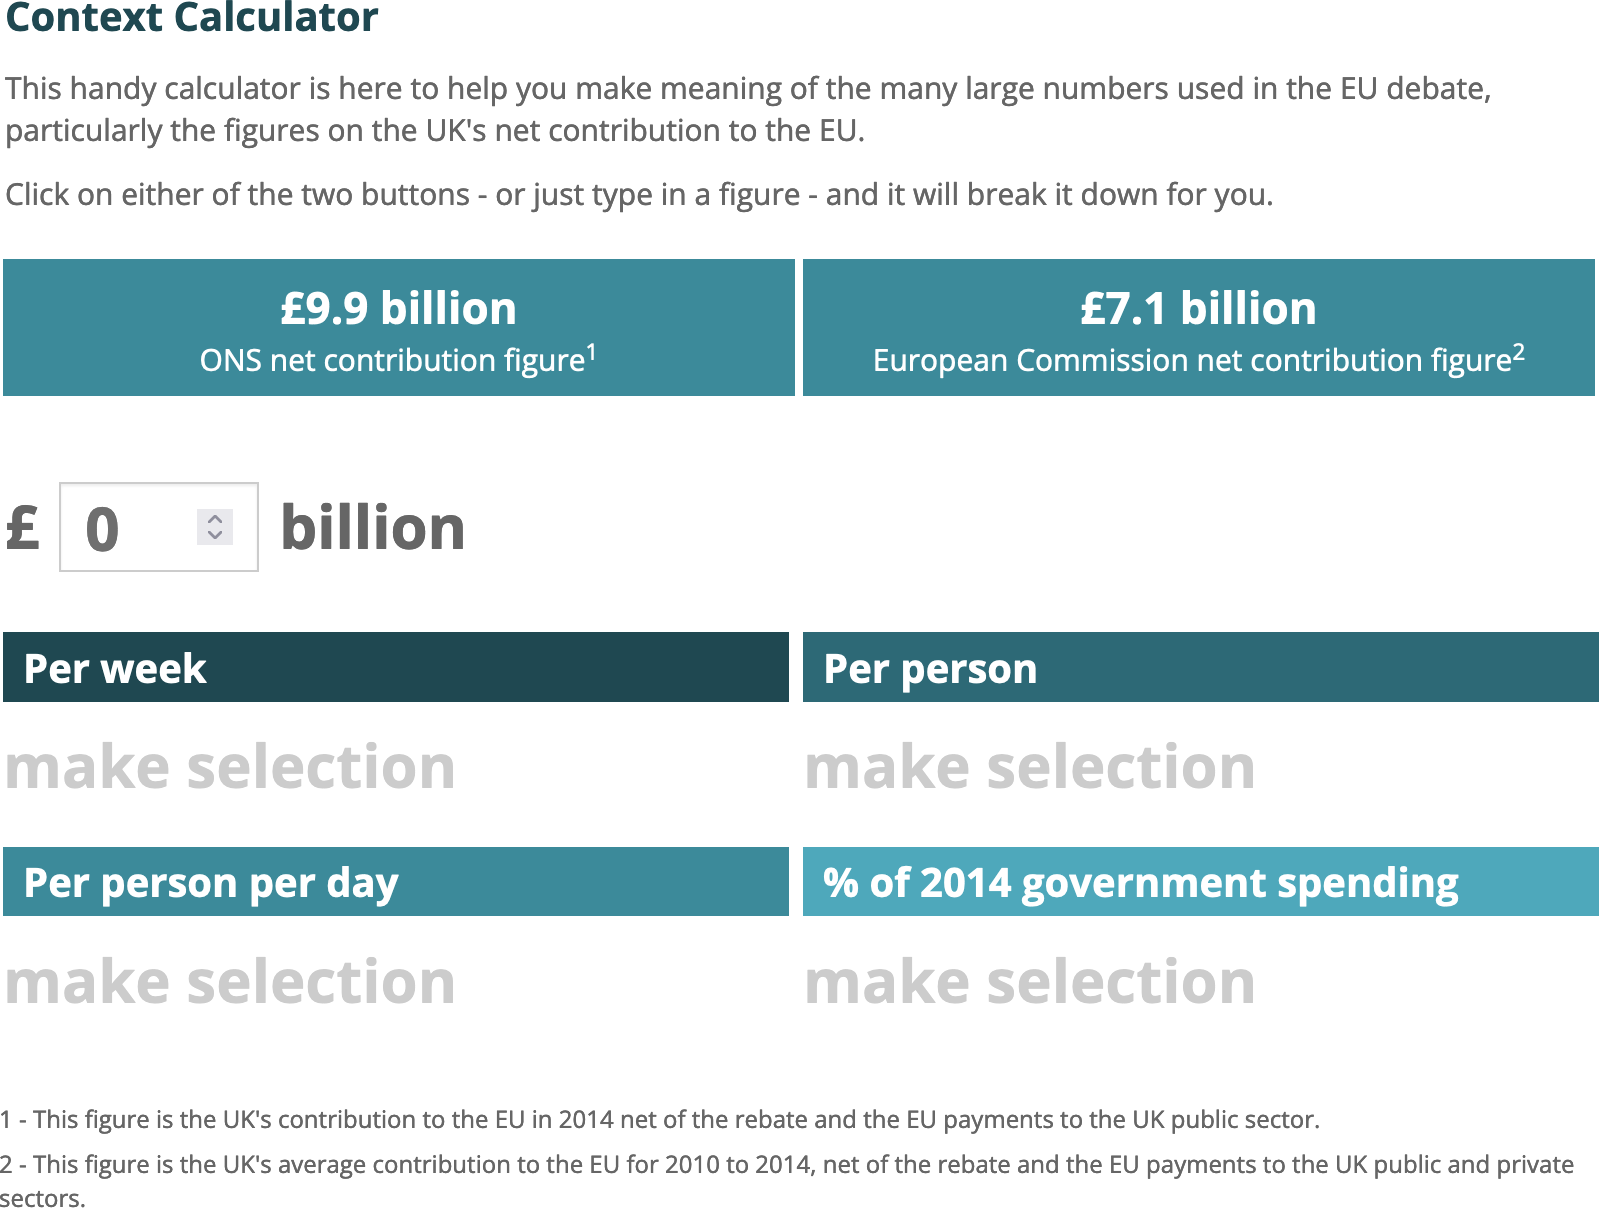 Context Calculator
This handy calculator is here to help you make meaning of the many large numbers used in the EU debate,
particularly the figures on the UK's net contribution to the EU.
Click on either of the two buttons - or just type in a figure - and it will break it down for you.
£9.9 billion
ONS net contribution figure1
£7.1 billion
European Commission net contribution figure2
£ 0 billion
Per week
Per person
make selection
make selection
Per person per day
% of 2014 government spending
make selection
make selection
1 - This figure is the UK's contribution to the EU in 2014 net of the rebate and the EU payments to the UK public sector.
2 - This figure is the UK's average contribution to the EU for 2010 to 2014, net of the rebate and the EU payments to the UK public and private
sectors.